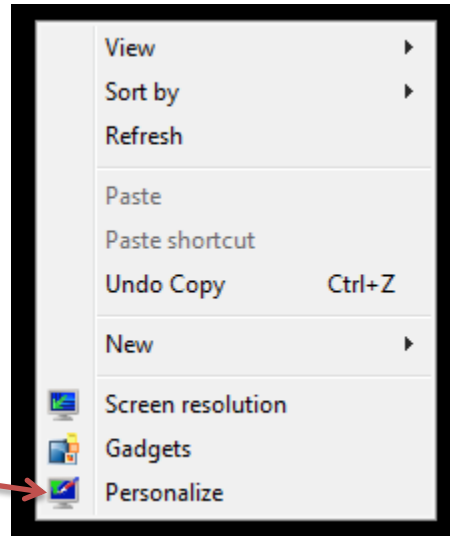 View
Sort by
Refresh
Paste
Paste shortcut
Undo Copy Ctrl+Z
New
Screen resolution
Gadgets
Personalize